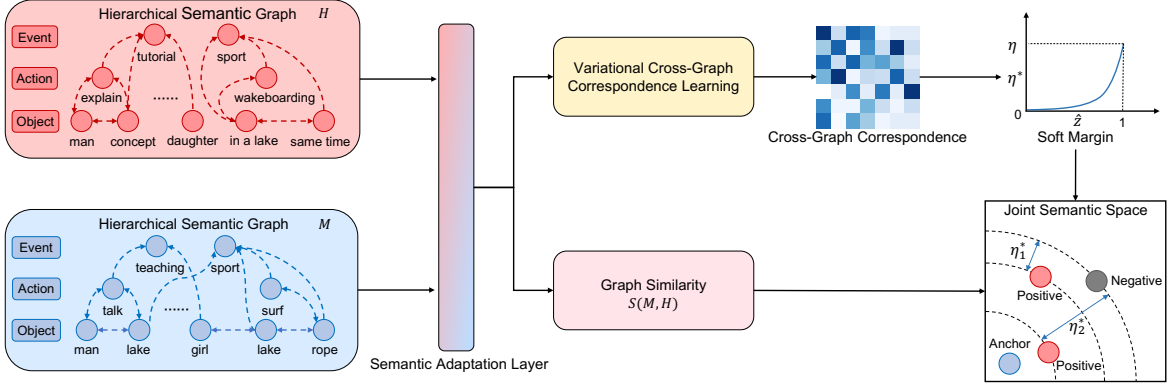 Hierarchical Semantic Graph H
Event
tutorial
sport
Action
explain
......
wakeboarding
Object
man
concept
daughter
in a lake
same time
Hierarchical Semantic Graph M
Event
teaching
sport
Action
talk
......
surf
Object
man
lake
girl
lake
rope
Semantic Adaptation Layer
Variational Cross-Graph
Correspondence Learning
Cross-Graph Correspondence
η
η*
0
ẑ
1
Soft Margin
Graph Similarity
S(M, H)
Joint Semantic Space
η₁*
Positive
Negative
η₂*
Anchor
Positive